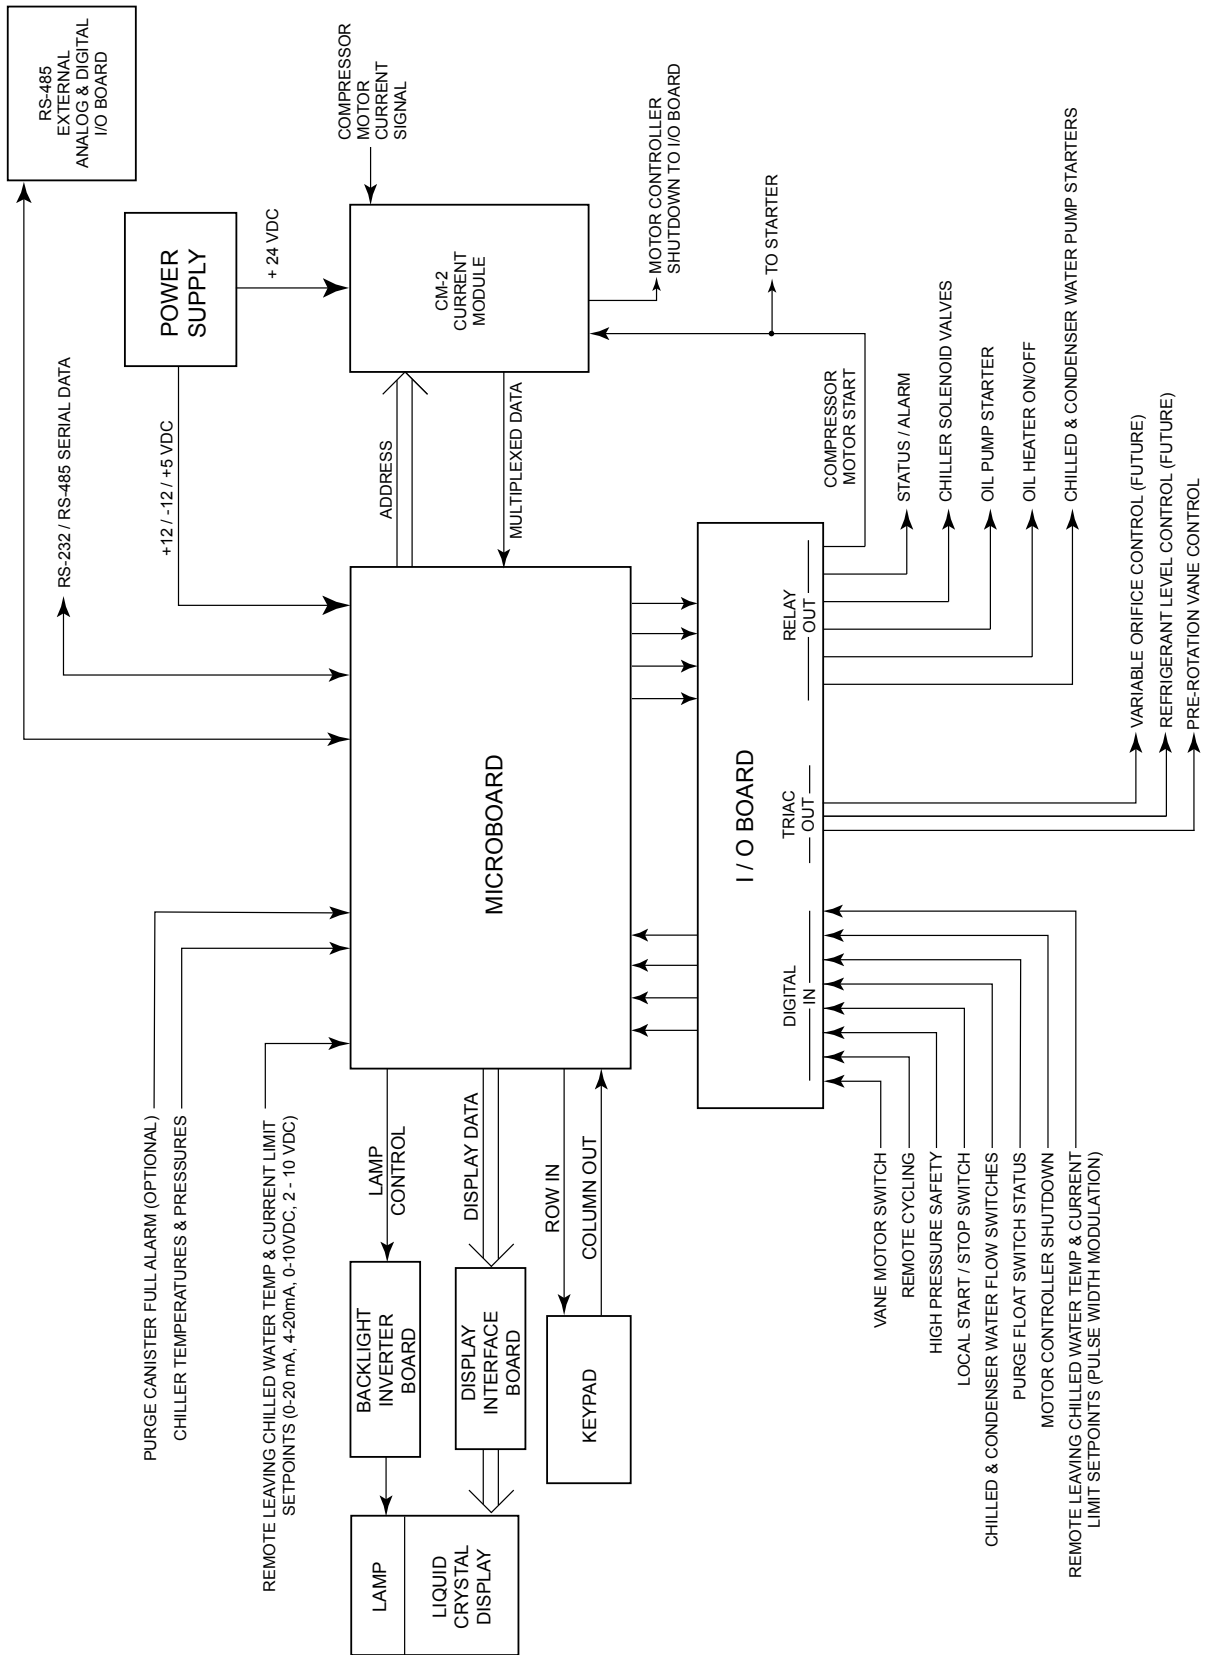 RS-485
EXTERNAL
ANALOG & DIGITAL
I/O BOARD
POWER
SUPPLY
+ 24 VDC
+12 / -12 / +5 VDC
RS-232 / RS-485 SERIAL DATA
COMPRESSOR
MOTOR
CURRENT
SIGNAL
CM-2
CURRENT
MODULE
MOTOR CONTROLLER
SHUTDOWN TO I/O BOARD
TO STARTER
ADDRESS
MULTIPLEXED DATA
COMPRESSOR
MOTOR START
STATUS / ALARM
CHILLER SOLENOID VALVES
OIL PUMP STARTER
OIL HEATER ON/OFF
CHILLED & CONDENSER WATER PUMP STARTERS
VARIABLE ORIFICE CONTROL (FUTURE)
REFRIGERANT LEVEL CONTROL (FUTURE)
PRE-ROTATION VANE CONTROL
MICROBOARD
I / O BOARD
RELAY
OUT
TRIAC
OUT
DIGITAL
IN
PURGE CANISTER FULL ALARM (OPTIONAL)
CHILLER TEMPERATURES & PRESSURES
REMOTE LEAVING CHILLED WATER TEMP & CURRENT LIMIT
SETPOINTS (0-20 mA, 4-20mA, 0-10VDC, 2 - 10 VDC)
LAMP
CONTROL
DISPLAY DATA
ROW IN
COLUMN OUT
BACKLIGHT
INVERTER
BOARD
DISPLAY
INTERFACE
BOARD
KEYPAD
LAMP
LIQUID
CRYSTAL
DISPLAY
VANE MOTOR SWITCH
REMOTE CYCLING
HIGH PRESSURE SAFETY
LOCAL START / STOP SWITCH
CHILLED & CONDENSER WATER FLOW SWITCHES
PURGE FLOAT SWITCH STATUS
MOTOR CONTROLLER SHUTDOWN
REMOTE LEAVING CHILLED WATER TEMP & CURRENT
LIMIT SETPOINTS (PULSE WIDTH MODULATION)